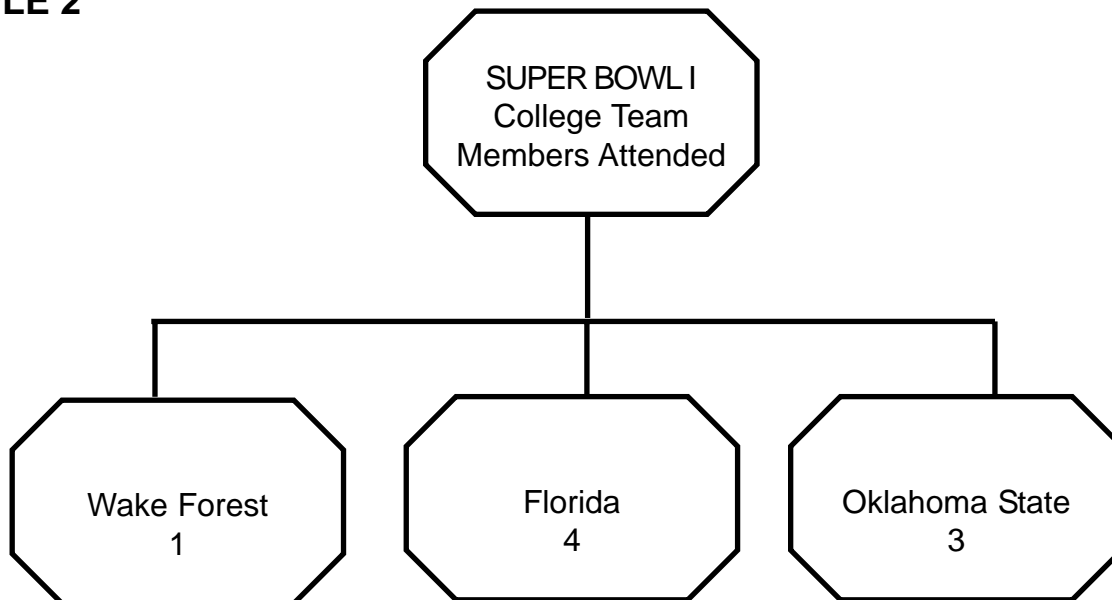 LE 2
SUPER BOWL I
College Team
Members Attended
Wake Forest
1
Florida
4
Oklahoma State
3